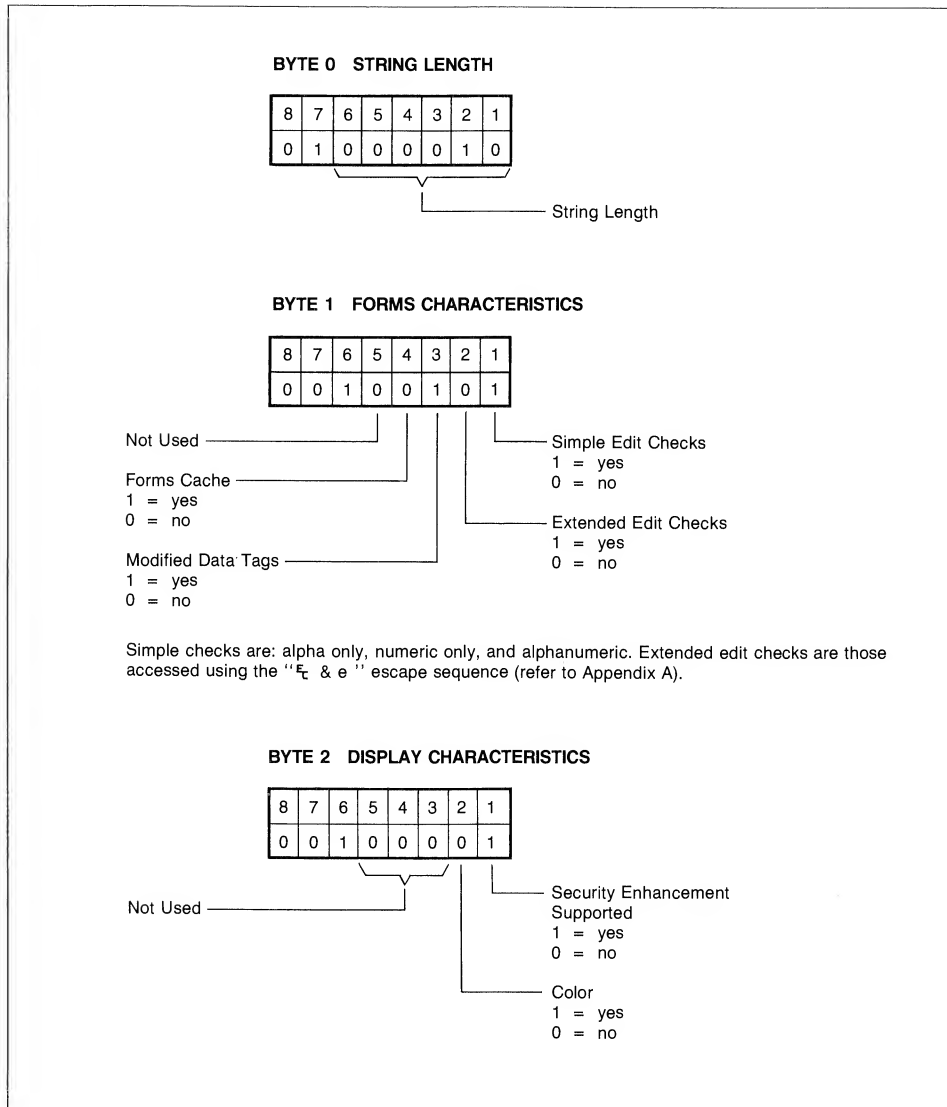 BYTE 0 STRING LENGTH
8 7 6 5 4 3 2 1
0 1 0 0 0 0 1 0
String Length
BYTE 1 FORMS CHARACTERISTICS
8 7 6 5 4 3 2 1
0 0 1 0 0 1 0 1
Not Used
Forms Cache
1 = yes
0 = no
Modified Data Tags
1 = yes
0 = no
Simple Edit Checks
1 = yes
0 = no
Extended Edit Checks
1 = yes
0 = no
Simple checks are: alpha only, numeric only, and alphanumeric. Extended edit checks are those
accessed using the "␛ & e " escape sequence (refer to Appendix A).
BYTE 2 DISPLAY CHARACTERISTICS
8 7 6 5 4 3 2 1
0 0 1 0 0 0 0 1
Not Used
Security Enhancement
Supported
1 = yes
0 = no
Color
1 = yes
0 = no